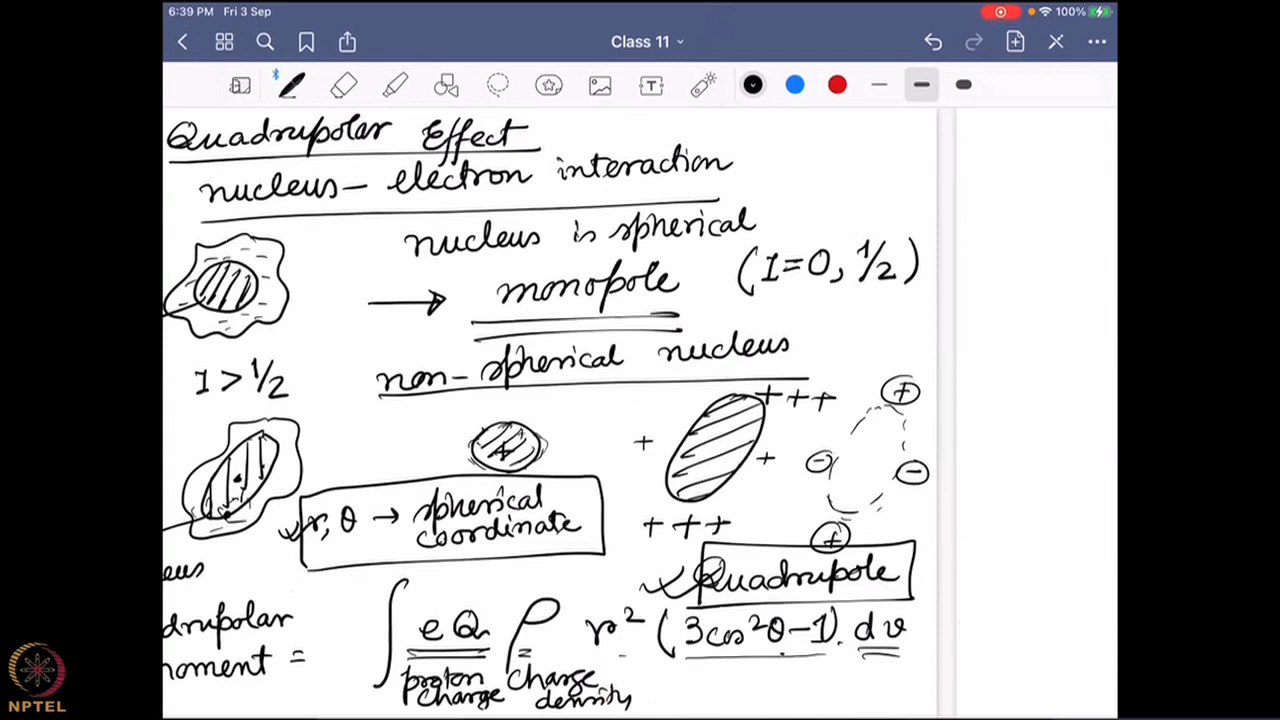 6:39 PM Fri 3 Sep
100%
Class 11
T
Quadrupolar Effect
nucleus - electron interaction
nucleus is spherical
monopole (I=0, 1/2)
I > 1/2
non-spherical nucleus
+ + +
+
+
+
+ + +
+
-
-
+
r, θ → spherical
coordinate
eus
Quadrupole
drupolar
moment = ∫ eQ ρ r² (3cos²θ-1). dv
proton
charge
charge
density
NPTEL